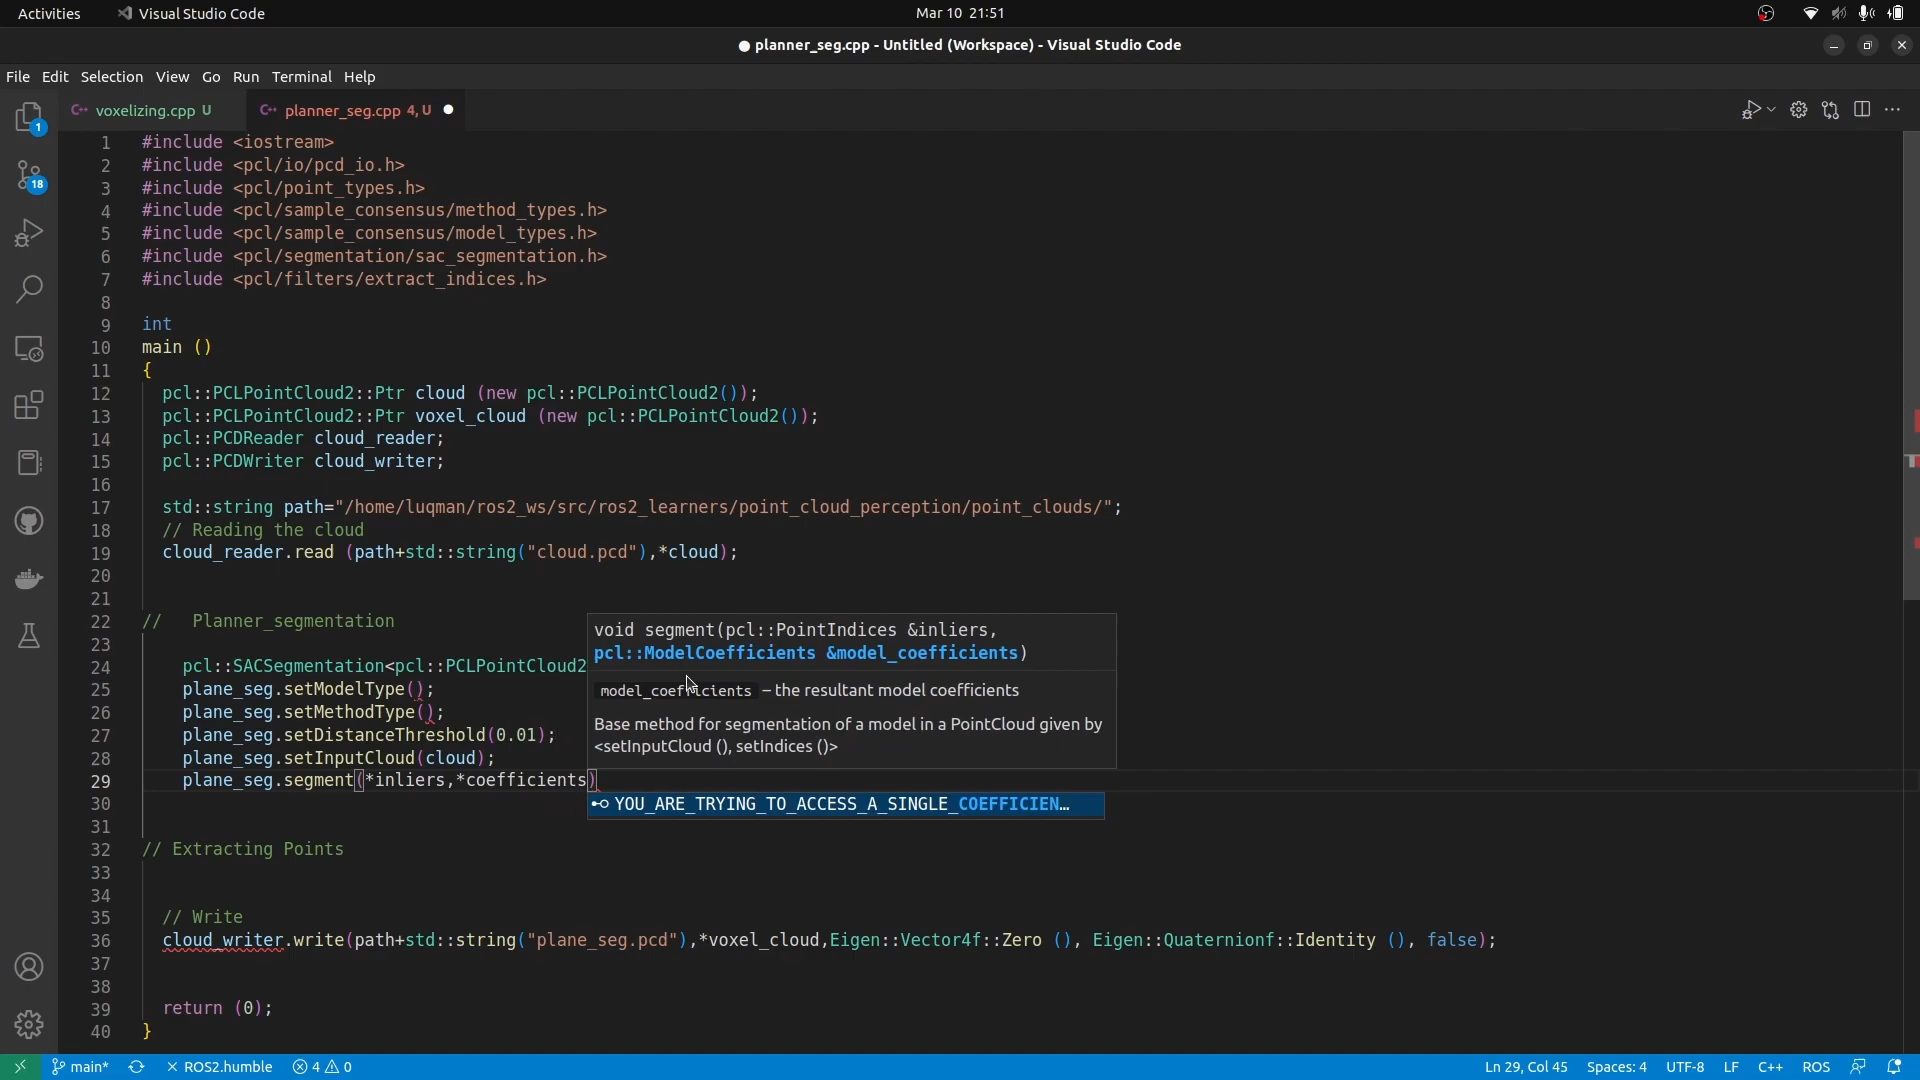 Activities Visual Studio Code Mar 10 21:51
● planner_seg.cpp - Untitled (Workspace) - Visual Studio Code
File Edit Selection View Go Run Terminal Help
voxelizing.cpp U planner_seg.cpp 4, U
1
18
1 #include <iostream>
2 #include <pcl/io/pcd_io.h>
3 #include <pcl/point_types.h>
4 #include <pcl/sample_consensus/method_types.h>
5 #include <pcl/sample_consensus/model_types.h>
6 #include <pcl/segmentation/sac_segmentation.h>
7 #include <pcl/filters/extract_indices.h>
8
9 int
10 main ()
11 {
12 pcl::PCLPointCloud2::Ptr cloud (new pcl::PCLPointCloud2());
13 pcl::PCLPointCloud2::Ptr voxel_cloud (new pcl::PCLPointCloud2());
14 pcl::PCDReader cloud_reader;
15 pcl::PCDWriter cloud_writer;
16
17 std::string path="/home/luqman/ros2_ws/src/ros2_learners/point_cloud_perception/point_clouds/";
18 // Reading the cloud
19 cloud_reader.read (path+std::string("cloud.pcd"),*cloud);
20
21
22 // Planner_segmentation
23
24 pcl::SACSegmentation<pcl::PCLPointCloud2
25 plane_seg.setModelType();
26 plane_seg.setMethodType();
27 plane_seg.setDistanceThreshold(0.01);
28 plane_seg.setInputCloud(cloud);
29 plane_seg.segment(*inliers,*coefficients)
void segment(pcl::PointIndices &inliers,
pcl::ModelCoefficients &model_coefficients)
model_coefficients – the resultant model coefficients
Base method for segmentation of a model in a PointCloud given by
<setInputCloud (), setIndices ()>
YOU_ARE_TRYING_TO_ACCESS_A_SINGLE_COEFFICIEN…
30
31
32 // Extracting Points
33
34
35 // Write
36 cloud_writer.write(path+std::string("plane_seg.pcd"),*voxel_cloud,Eigen::Vector4f::Zero (), Eigen::Quaternionf::Identity (), false);
37
38
39 return (0);
40 }
main* ROS2.humble 4 0 Ln 29, Col 45 Spaces: 4 UTF-8 LF C++ ROS